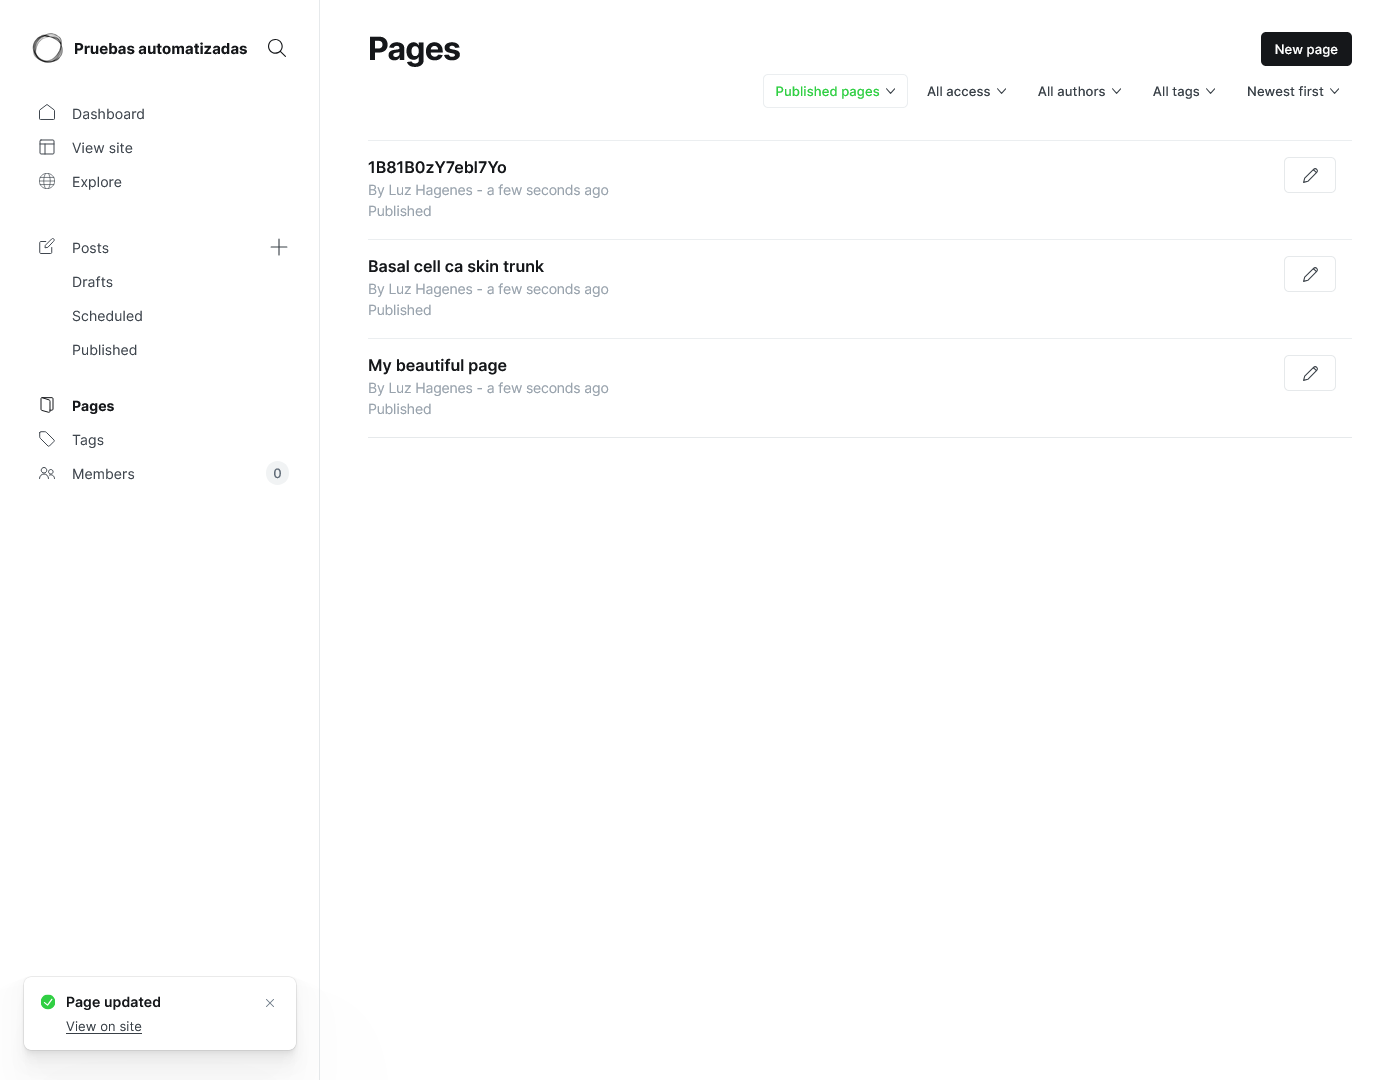 Pruebas automatizadas
Dashboard
View site
Explore
Posts
Drafts
Scheduled
Published
Pages
Tags
Members 0
Page updated
View on site
Pages
New page
Published pages All access All authors All tags Newest first
1B81B0zY7ebI7Yo
By Luz Hagenes - a few seconds ago
Published
Basal cell ca skin trunk
By Luz Hagenes - a few seconds ago
Published
My beautiful page
By Luz Hagenes - a few seconds ago
Published